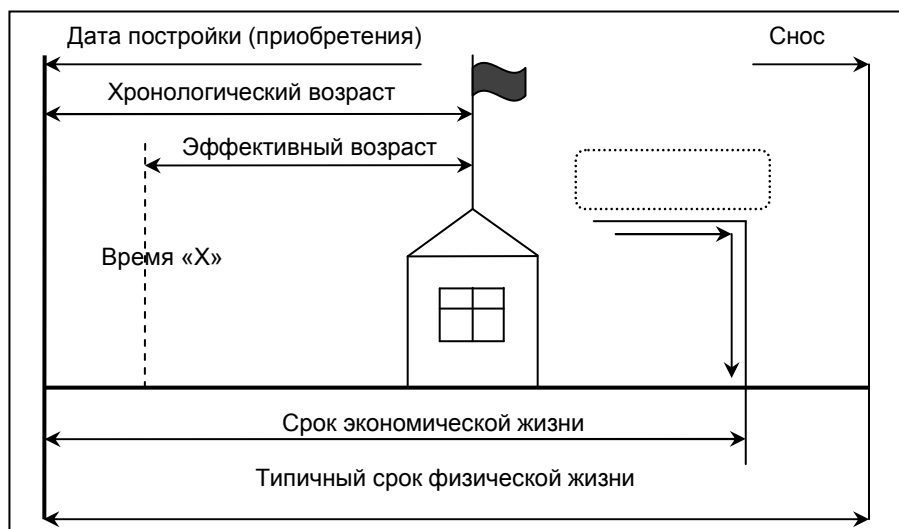 Дата постройки (приобретения)
Снос
Хронологический возраст
Эффективный возраст
Время «Х»
Срок экономической жизни
Типичный срок физической жизни